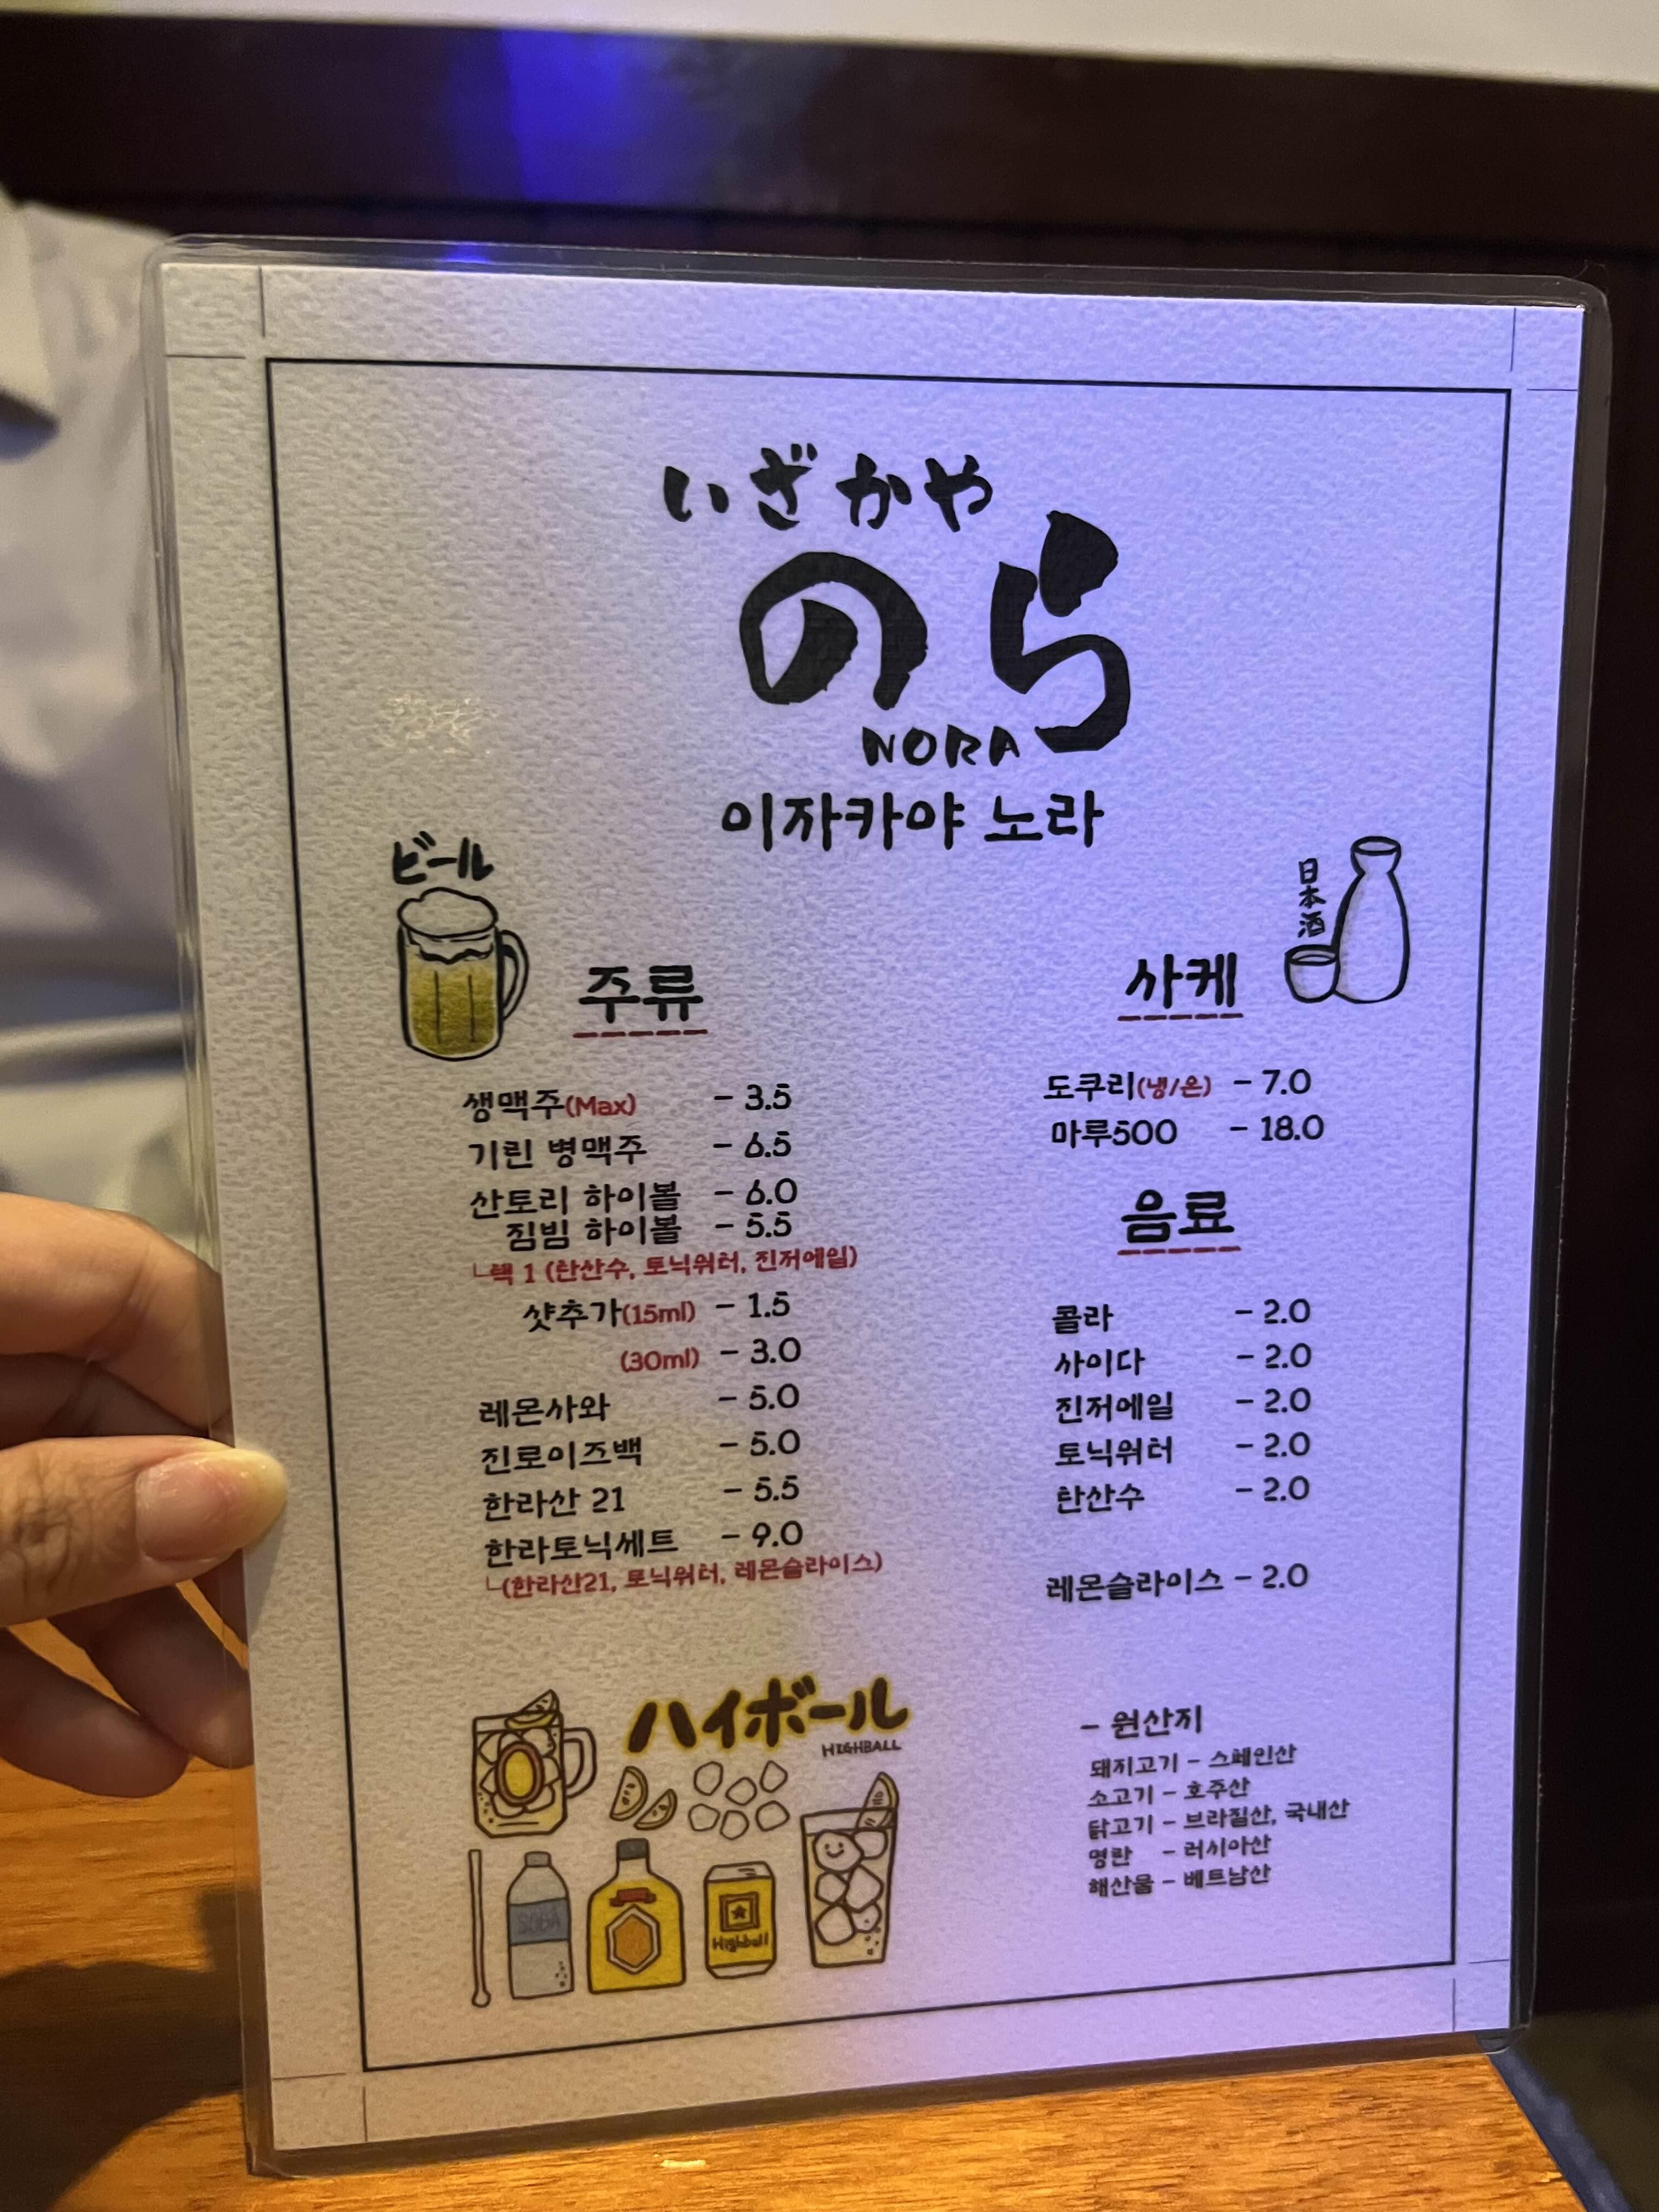 いざかや
のら
NORA
이자카야 노라
ビール
주류
생맥주(Max) - 3.5
기린 병맥주 - 6.5
산토리 하이볼 - 6.0
짐빔 하이볼 - 5.5
└택 1 (탄산수, 토닉워터, 진저에일)
샷추가(15ml) - 1.5
(30ml) - 3.0
레몬사와 - 5.0
진로이즈백 - 5.0
한라산 21 - 5.5
한라토닉세트 - 9.0
└(한라산21, 토닉워터, 레몬슬라이스)
日本酒
사케
도쿠리(냉/온) - 7.0
마루500 - 18.0
음료
콜라 - 2.0
사이다 - 2.0
진저에일 - 2.0
토닉워터 - 2.0
탄산수 - 2.0
레몬슬라이스 - 2.0
ハイボール
HIGHBALL
SODA
Highball
- 원산지
돼지고기 - 스페인산
소고기 - 호주산
닭고기 - 브라질산, 국내산
명란 - 러시아산
해산물 - 베트남산